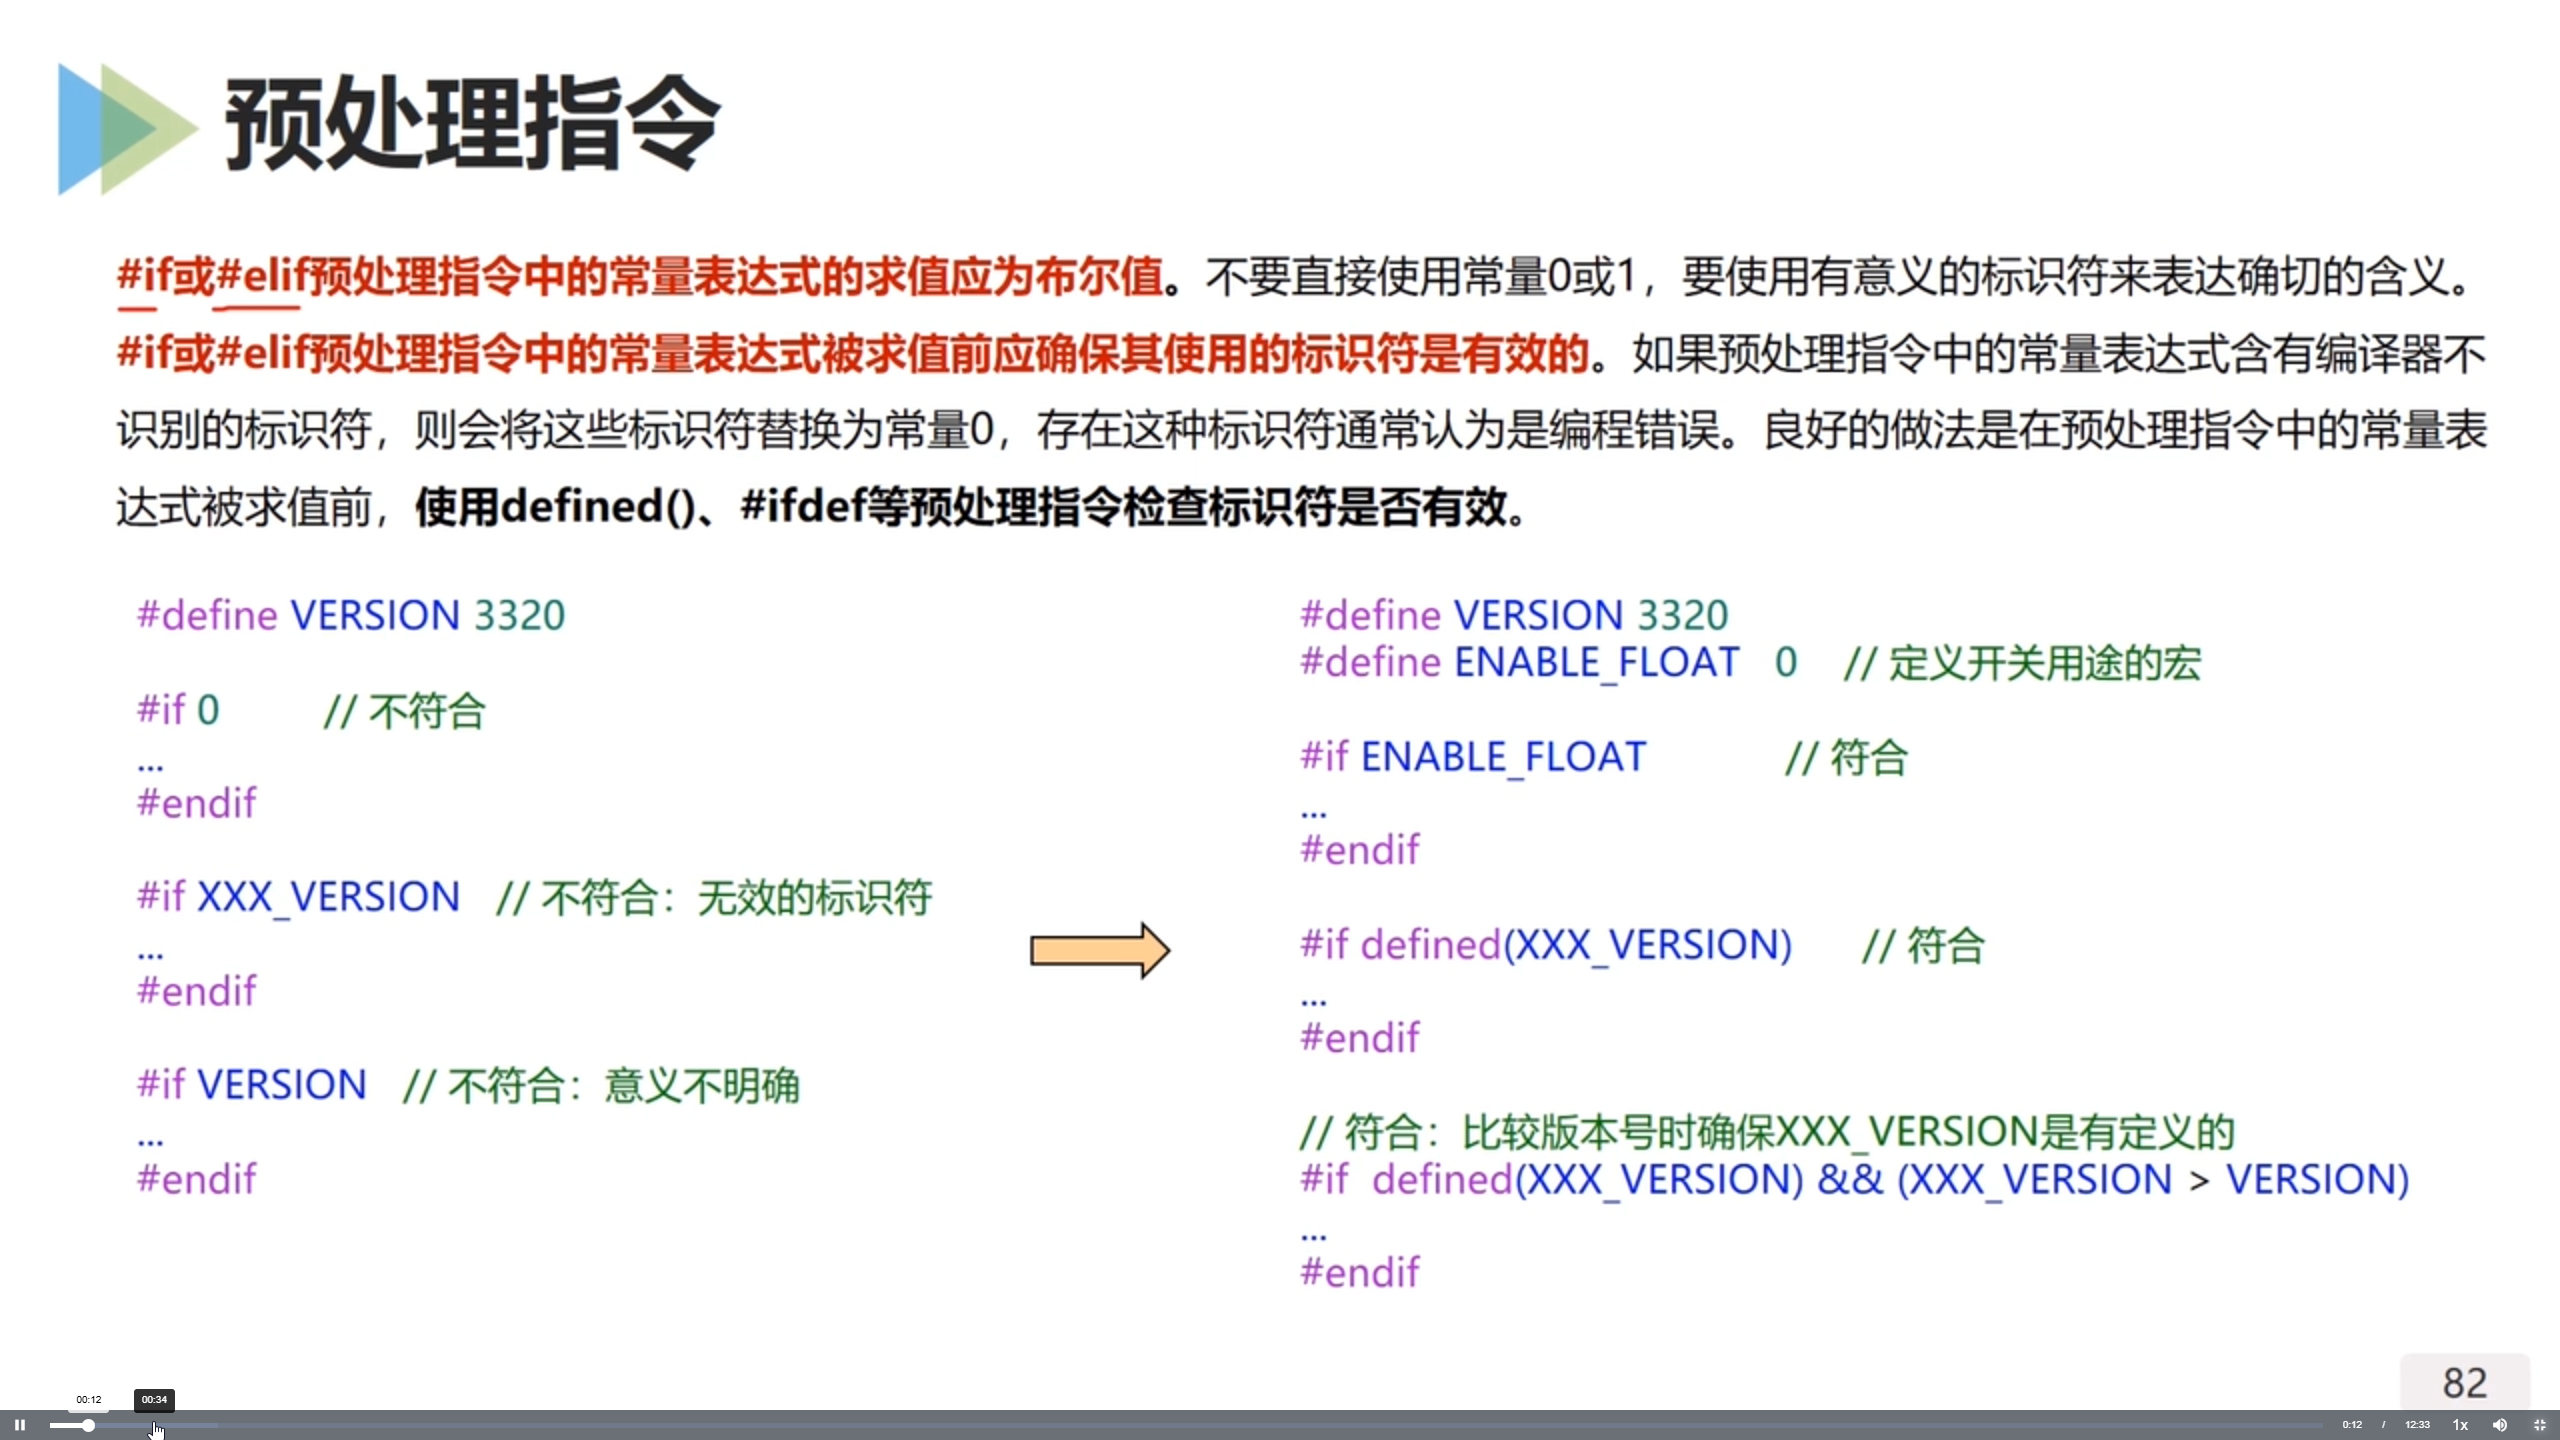 预处理指令
#if或#elif预处理指令中的常量表达式的求值应为布尔值。不要直接使用常量0或1，要使用有意义的标识符来表达确切的含义。
#if或#elif预处理指令中的常量表达式被求值前应确保其使用的标识符是有效的。如果预处理指令中的常量表达式含有编译器不
识别的标识符，则会将这些标识符替换为常量0，存在这种标识符通常认为是编程错误。良好的做法是在预处理指令中的常量表
达式被求值前，使用defined()、#ifdef等预处理指令检查标识符是否有效。
#define VERSION 3320
#if 0 // 不符合
...
#endif
#if XXX_VERSION // 不符合：无效的标识符
...
#endif
#if VERSION // 不符合：意义不明确
...
#endif
#define VERSION 3320
#define ENABLE_FLOAT 0 // 定义开关用途的宏
#if ENABLE_FLOAT // 符合
...
#endif
#if defined(XXX_VERSION) // 符合
...
#endif
// 符合：比较版本号时确保XXX_VERSION是有定义的
#if defined(XXX_VERSION) && (XXX_VERSION > VERSION)
...
#endif
82
00:12
00:34
0:12 / 12:33 1x